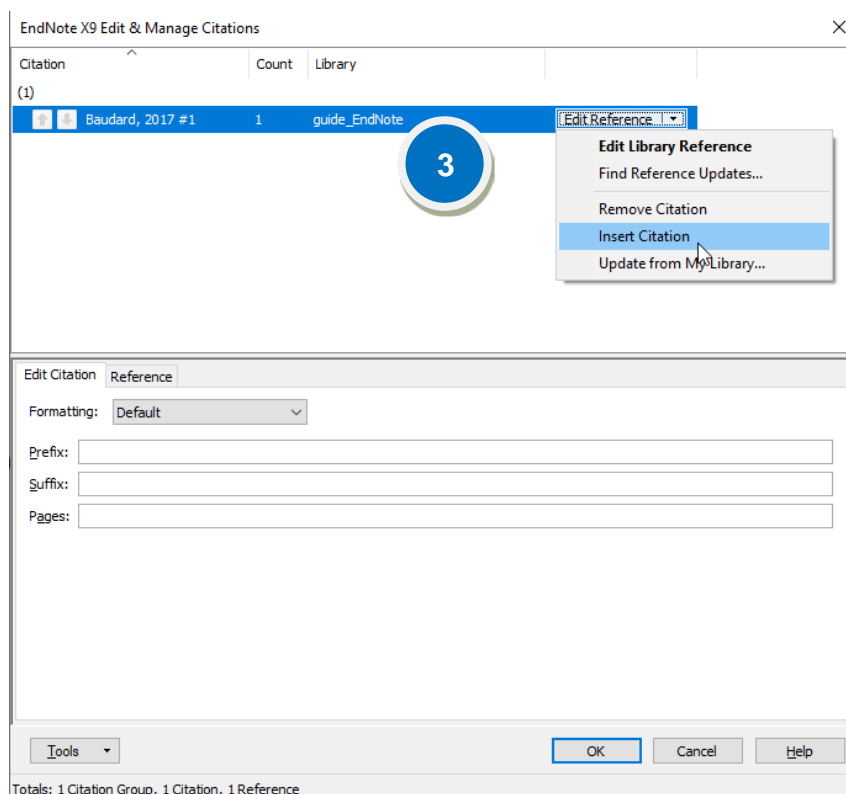 EndNote X9 Edit & Manage Citations
Citation Count Library
(1)
Baudard, 2017 #1 1 guide_EndNote Edit Reference
3
Edit Library Reference
Find Reference Updates...
Remove Citation
Insert Citation
Update from My Library...
Edit Citation Reference
Formatting: Default
Prefix:
Suffix:
Pages:
Tools OK Cancel Help
Totals: 1 Citation Group, 1 Citation, 1 Reference